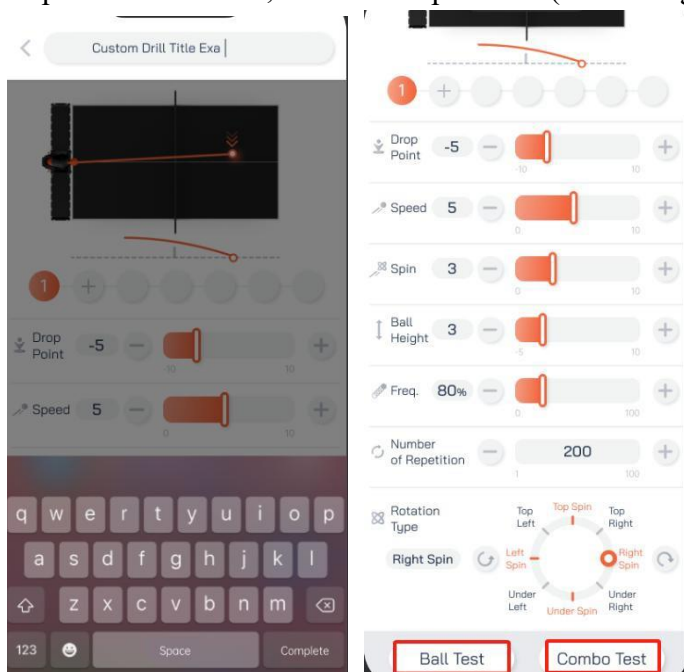 Custom Drill Title Exa
1 +
Drop
Point
-5 − +
-10 10
Speed 5 − +
0 10
q w e r t y u i o p
a s d f g h j k l
z x c v b n m
123 Space Complete
1 +
Drop
Point
-5 − +
-10 10
Speed 5 − +
0 10
Spin 3 − +
0 10
Ball
Height
3 − +
-5 10
Freq. 80% − +
0 100
Number
of Repetition
− 200 +
1 100
Rotation
Type
Right Spin
Top
Left
Top Spin
Top
Right
Left
Spin
Right
Spin
Under
Left
Under Spin
Under
Right
Ball Test Combo Test